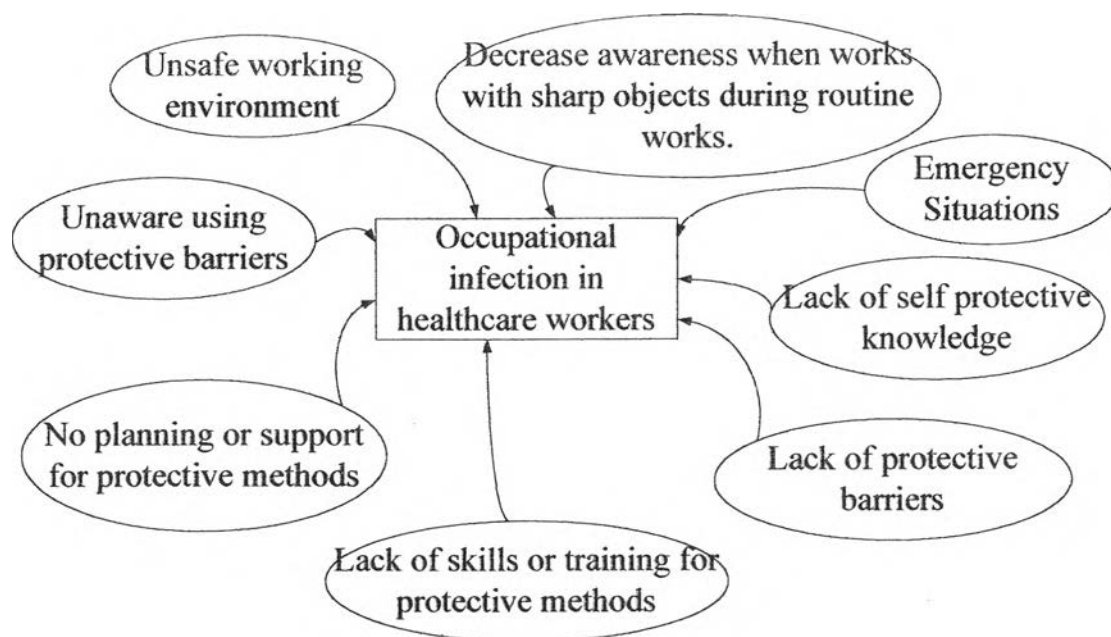 Unsafe working
environment
Decrease awareness when works
with sharp objects during routine
works.
Emergency
Situations
Unaware using
protective barriers
Occupational
infection in
healthcare workers
Lack of self protective
knowledge
No planning or support
for protective methods
Lack of protective
barriers
Lack of skills or training for
protective methods